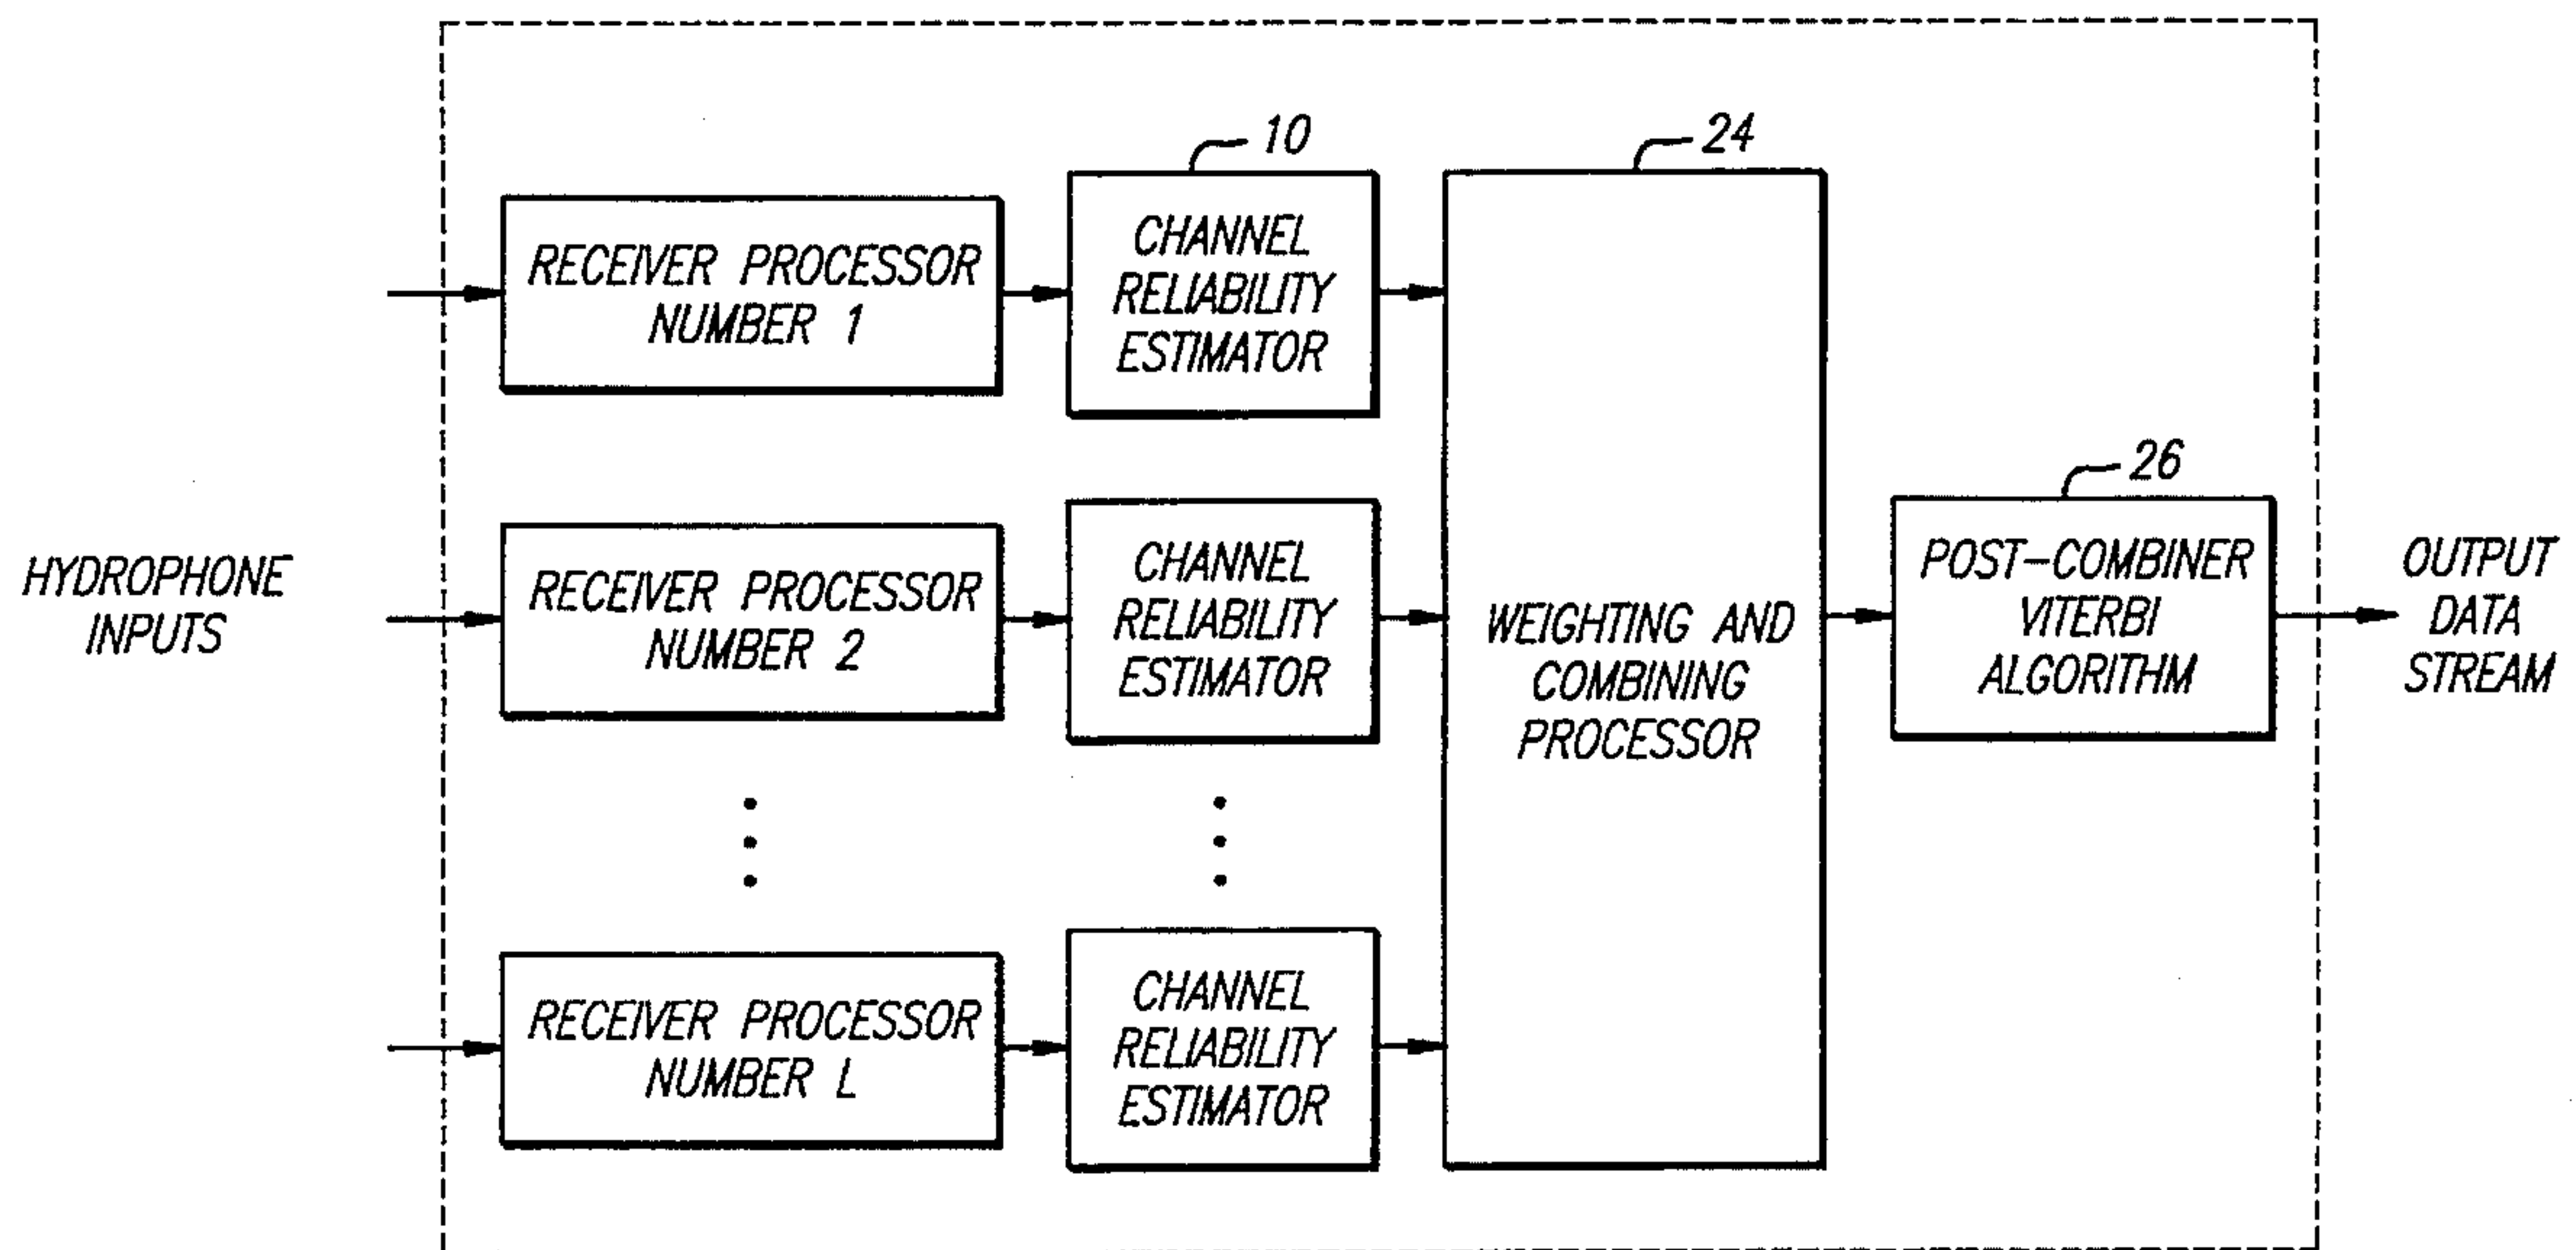 HYDROPHONE
INPUTS
RECEIVER PROCESSOR
NUMBER 1
10
CHANNEL
RELIABILITY
ESTIMATOR
RECEIVER PROCESSOR
NUMBER 2
CHANNEL
RELIABILITY
ESTIMATOR
RECEIVER PROCESSOR
NUMBER L
CHANNEL
RELIABILITY
ESTIMATOR
24
WEIGHTING AND
COMBINING
PROCESSOR
26
POST-COMBINER
VITERBI
ALGORITHM
OUTPUT
DATA
STREAM